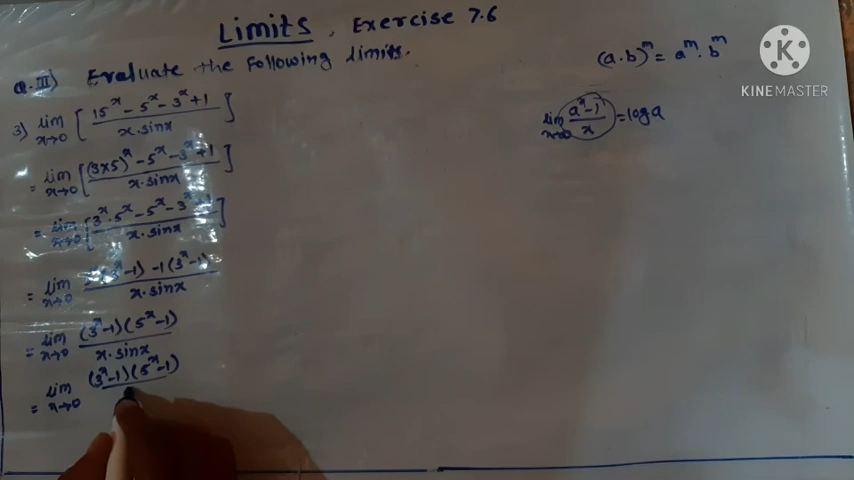 Limits. Exercise 7.6
Q.III) Evaluate the following limits.
(a·b)^m = a^m · b^m
K
KINEMASTER
lim x→0 (a^x-1)/x = log a
3) lim x→0 [ (15^x - 5^x - 3^x + 1) / (x·sinx) ]
= lim x→0 [ ((3×5)^x - 5^x - 3^x + 1) / (x·sinx) ]
= lim x→0 [ (3^x·5^x - 5^x - 3^x + 1) / (x·sinx) ]
= lim x→0 (3^x-1) -1(3^x-1) / (x·sinx)
= lim x→0 (3^x-1)(5^x-1) / (x·sinx)
= lim x→0 (3^x-1)(5^x-1)